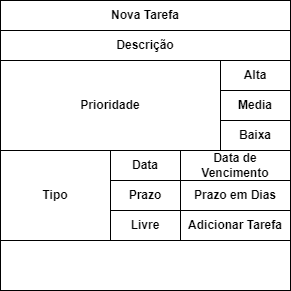 Nova Tarefa
Descrição
Prioridade
Alta
Media
Baixa
Tipo
Data
Data de
Vencimento
Prazo
Prazo em Dias
Livre
Adicionar Tarefa